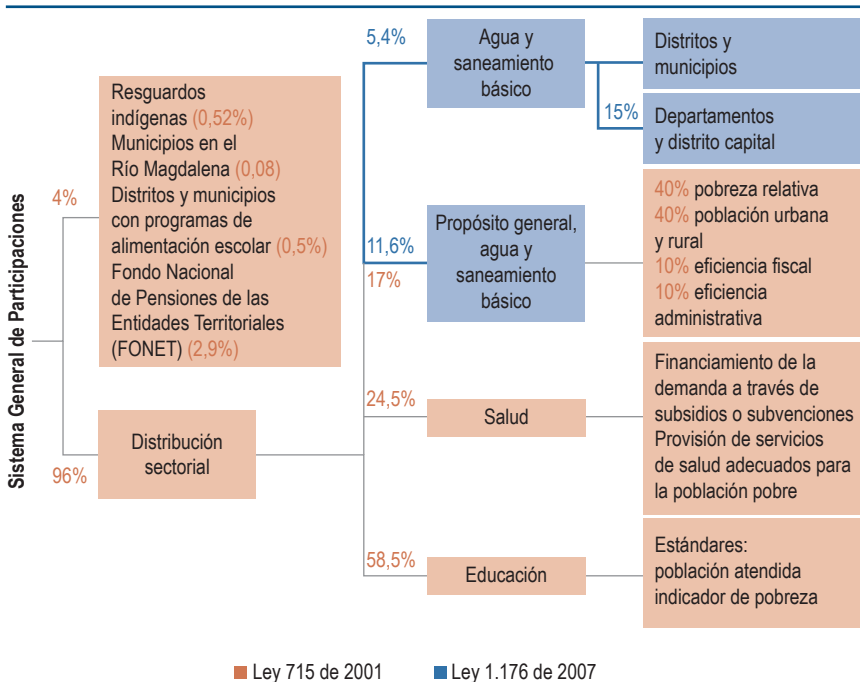 Sistema General de Participaciones
4%
Resguardos
indígenas (0,52%)
Municipios en el
Río Magdalena (0,08)
Distritos y municipios
con programas de
alimentación escolar (0,5%)
Fondo Nacional
de Pensiones de las
Entidades Territoriales
(FONET) (2,9%)
96%
Distribución
sectorial
5,4%
Agua y
saneamiento
básico
Distritos y
municipios
15%
Departamentos
y distrito capital
11,6%
17%
Propósito general,
agua y
saneamiento
básico
40% pobreza relativa
40% población urbana
y rural
10% eficiencia fiscal
10% eficiencia
administrativa
24,5%
Salud
Financiamiento de la
demanda a través de
subsidios o subvenciones
Provisión de servicios
de salud adecuados para
la población pobre
58,5%
Educación
Estándares:
población atendida
indicador de pobreza
Ley 715 de 2001
Ley 1.176 de 2007